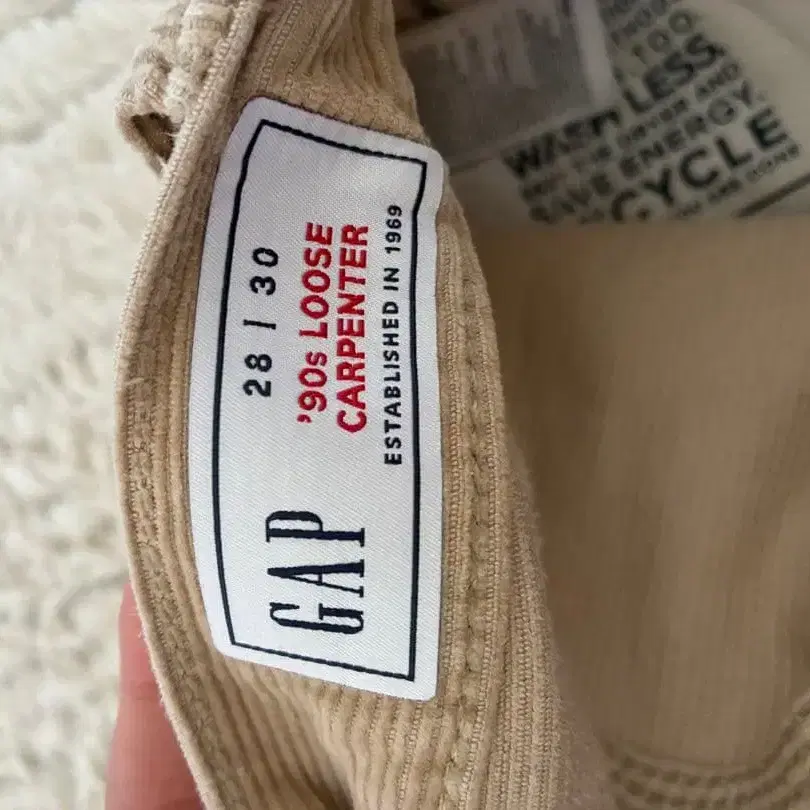 GAP
28 | 30
'90s LOOSE
CARPENTER
ESTABLISHED IN 1969
WASH LESS.
SAVE ENERGY.
CYCLE